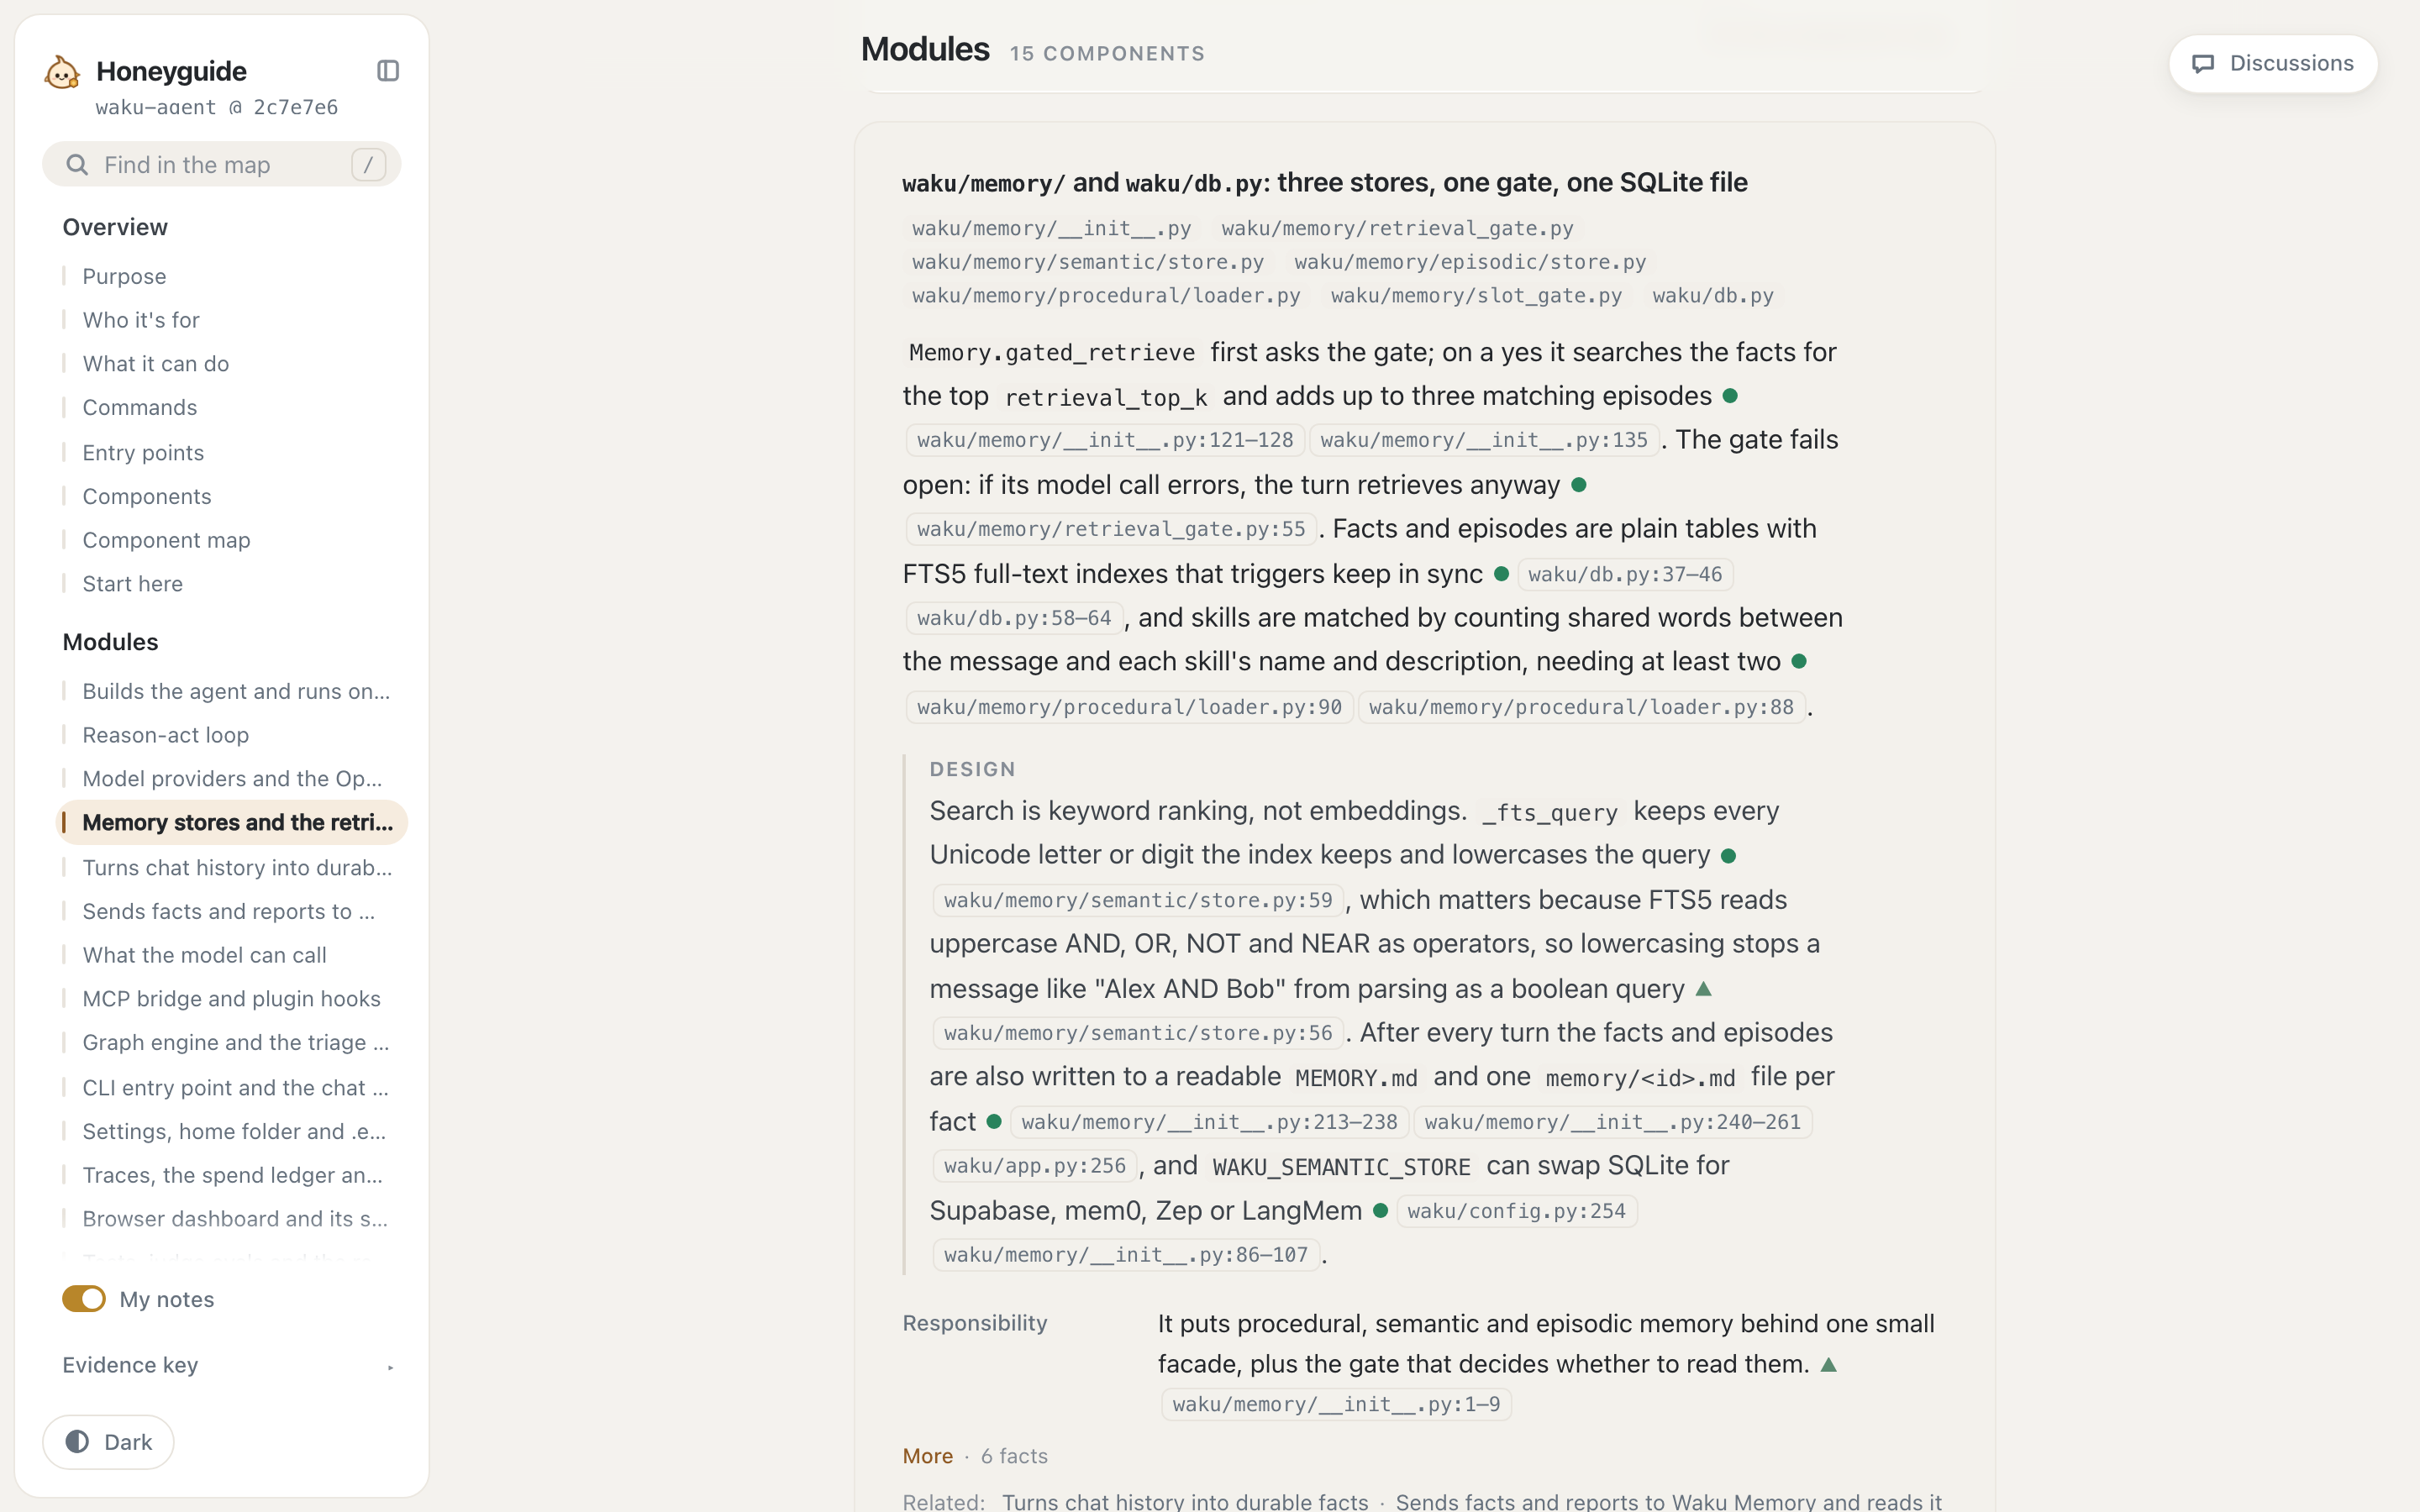 Honeyguide
waku-agent @ 2c7e7e6
Find in the map
/
Overview
Purpose
Who it's for
What it can do
Commands
Entry points
Components
Component map
Start here
Modules
Builds the agent and runs on...
Reason-act loop
Model providers and the Op...
Memory stores and the retri...
Turns chat history into durab...
Sends facts and reports to ...
What the model can call
MCP bridge and plugin hooks
Graph engine and the triage ...
CLI entry point and the chat ...
Settings, home folder and .e...
Traces, the spend ledger an...
Browser dashboard and its s...
My notes
Evidence key
Dark
Modules 15 COMPONENTS
Discussions
waku/memory/ and waku/db.py: three stores, one gate, one SQLite file
waku/memory/__init__.py waku/memory/retrieval_gate.py
waku/memory/semantic/store.py waku/memory/episodic/store.py
waku/memory/procedural/loader.py waku/memory/slot_gate.py waku/db.py
Memory.gated_retrieve first asks the gate; on a yes it searches the facts for
the top retrieval_top_k and adds up to three matching episodes
waku/memory/__init__.py:121–128 waku/memory/__init__.py:135. The gate fails
open: if its model call errors, the turn retrieves anyway
waku/memory/retrieval_gate.py:55. Facts and episodes are plain tables with
FTS5 full-text indexes that triggers keep in sync waku/db.py:37–46
waku/db.py:58–64, and skills are matched by counting shared words between
the message and each skill's name and description, needing at least two
waku/memory/procedural/loader.py:90 waku/memory/procedural/loader.py:88.
DESIGN
Search is keyword ranking, not embeddings. _fts_query keeps every
Unicode letter or digit the index keeps and lowercases the query
waku/memory/semantic/store.py:59, which matters because FTS5 reads
uppercase AND, OR, NOT and NEAR as operators, so lowercasing stops a
message like "Alex AND Bob" from parsing as a boolean query
waku/memory/semantic/store.py:56. After every turn the facts and episodes
are also written to a readable MEMORY.md and one memory/<id>.md file per
fact waku/memory/__init__.py:213–238 waku/memory/__init__.py:240–261
waku/app.py:256, and WAKU_SEMANTIC_STORE can swap SQLite for
Supabase, mem0, Zep or LangMem waku/config.py:254
waku/memory/__init__.py:86–107.
Responsibility
It puts procedural, semantic and episodic memory behind one small
facade, plus the gate that decides whether to read them.
waku/memory/__init__.py:1–9
More · 6 facts
Related: Turns chat history into durable facts · Sends facts and reports to Waku Memory and reads it